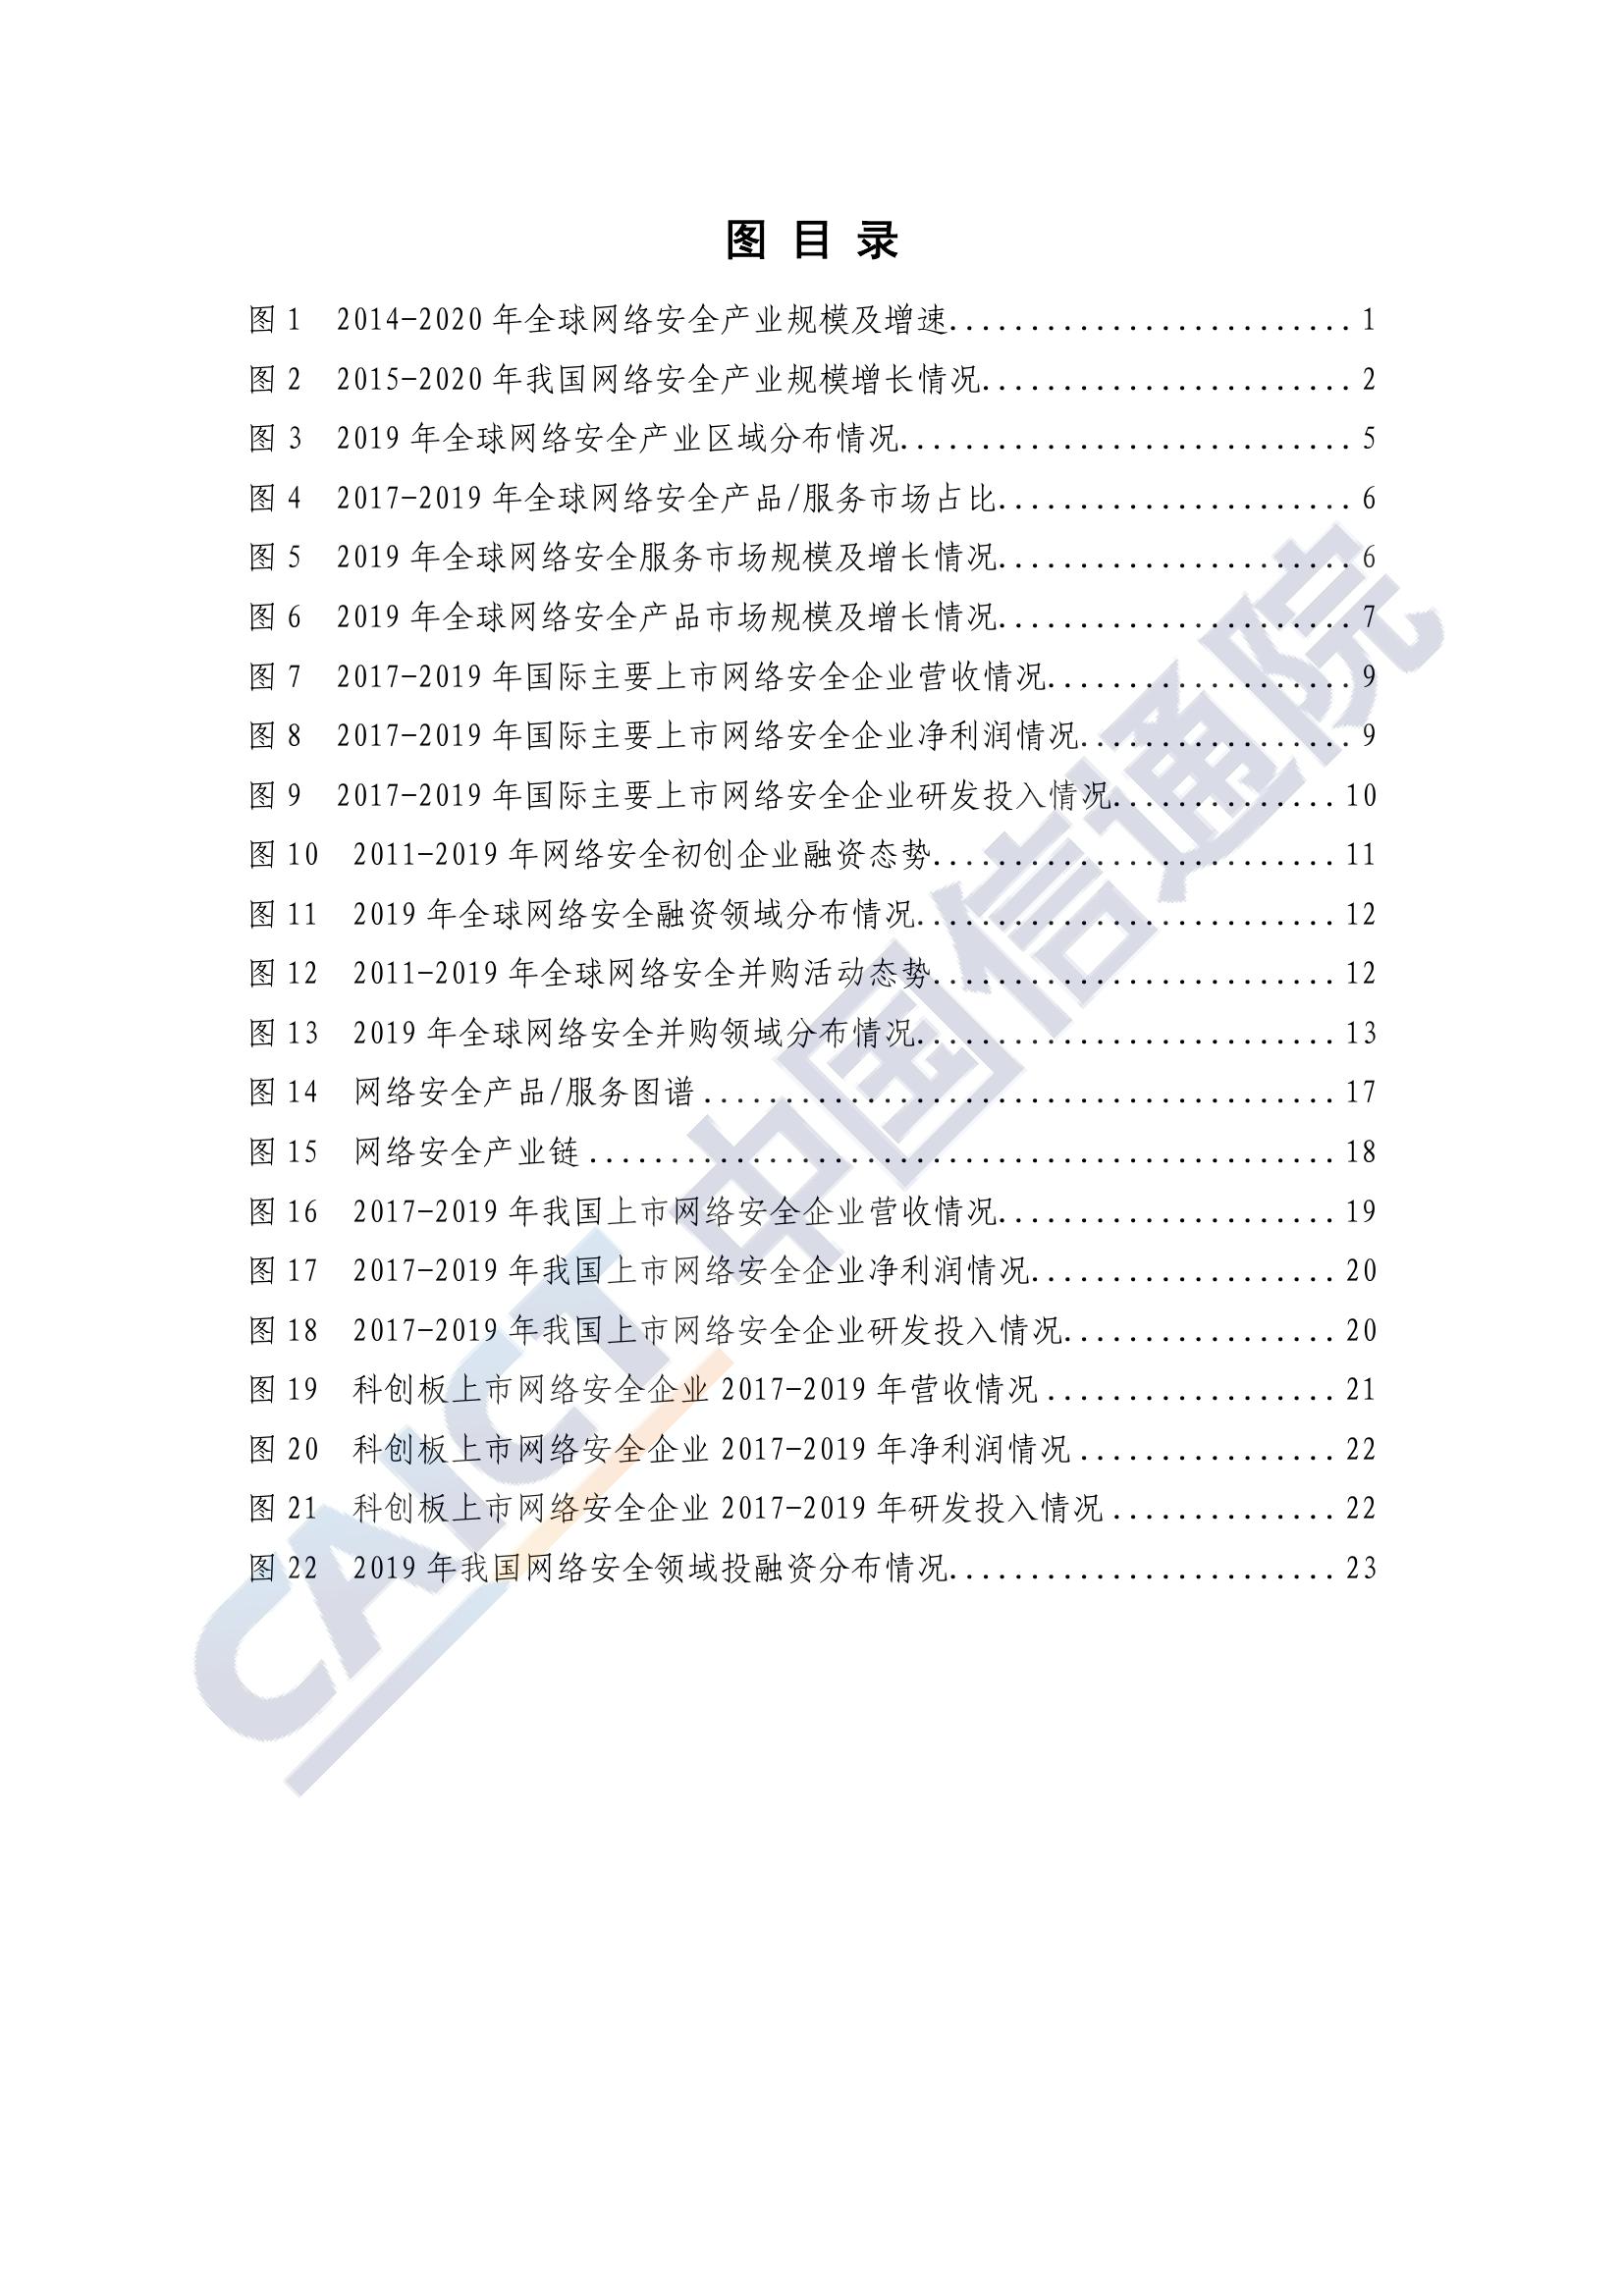 图 目 录
图 1 2014-2020 年全球网络安全产业规模及增速......................... 1
图 2 2015-2020 年我国网络安全产业规模增长情况....................... 2
图 3 2019 年全球网络安全产业区域分布情况............................ 5
图 4 2017-2019 年全球网络安全产品/服务市场占比...................... 6
图 5 2019 年全球网络安全服务市场规模及增长情况...................... 6
图 6 2019 年全球网络安全产品市场规模及增长情况...................... 7
图 7 2017-2019 年国际主要上市网络安全企业营收情况................... 9
图 8 2017-2019 年国际主要上市网络安全企业净利润情况................. 9
图 9 2017-2019 年国际主要上市网络安全企业研发投入情况.............. 10
图 10 2011-2019 年网络安全初创企业融资态势......................... 11
图 11 2019 年全球网络安全融资领域分布情况.......................... 12
图 12 2011-2019 年全球网络安全并购活动态势......................... 12
图 13 2019 年全球网络安全并购领域分布情况.......................... 13
图 14 网络安全产品/服务图谱 ....................................... 17
图 15 网络安全产业链 .............................................. 18
图 16 2017-2019 年我国上市网络安全企业营收情况..................... 19
图 17 2017-2019 年我国上市网络安全企业净利润情况................... 20
图 18 2017-2019 年我国上市网络安全企业研发投入情况................. 20
图 19 科创板上市网络安全企业 2017-2019 年营收情况 .................. 21
图 20 科创板上市网络安全企业 2017-2019 年净利润情况 ................ 22
图 21 科创板上市网络安全企业 2017-2019 年研发投入情况 .............. 22
图 22 2019 年我国网络安全领域投融资分布情况........................ 23
CAICT 中国信通院